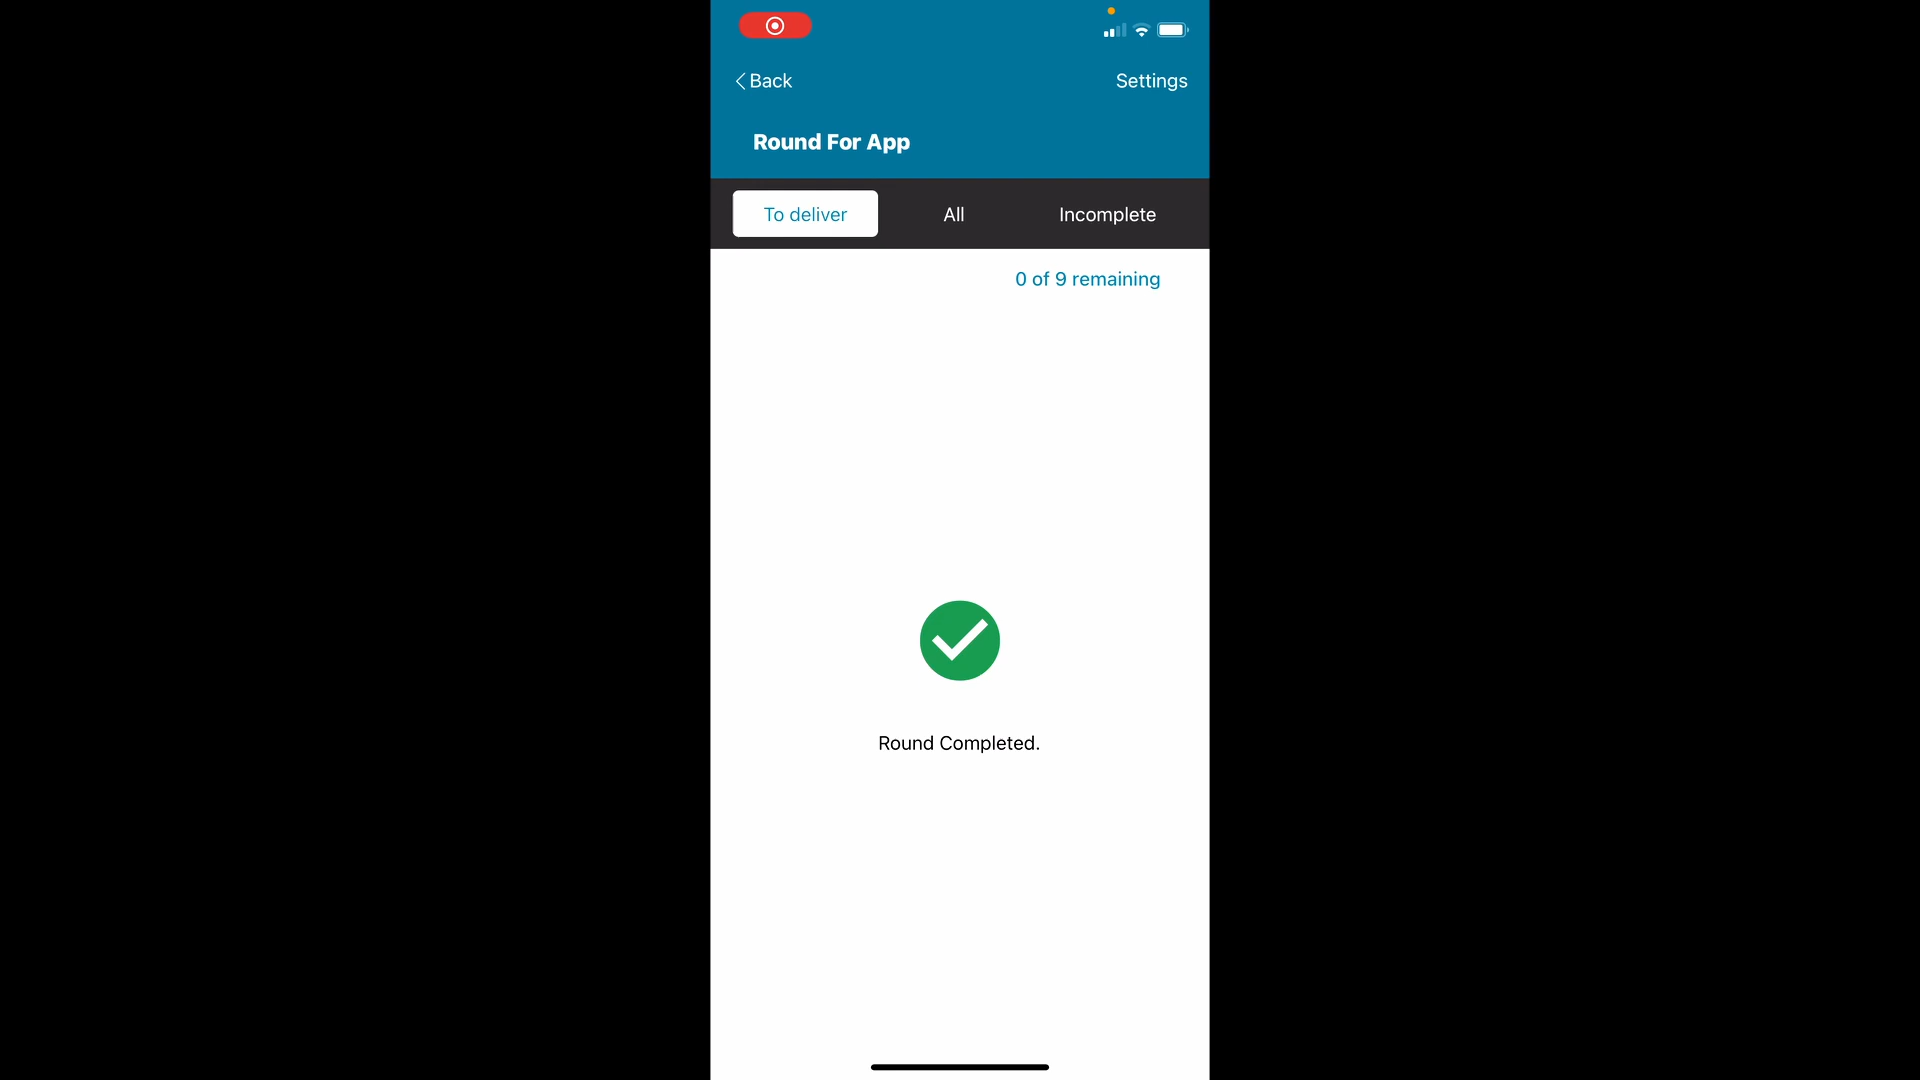 Back
Settings
Round For App
To deliver
All
Incomplete
0 of 9 remaining
Round Completed.